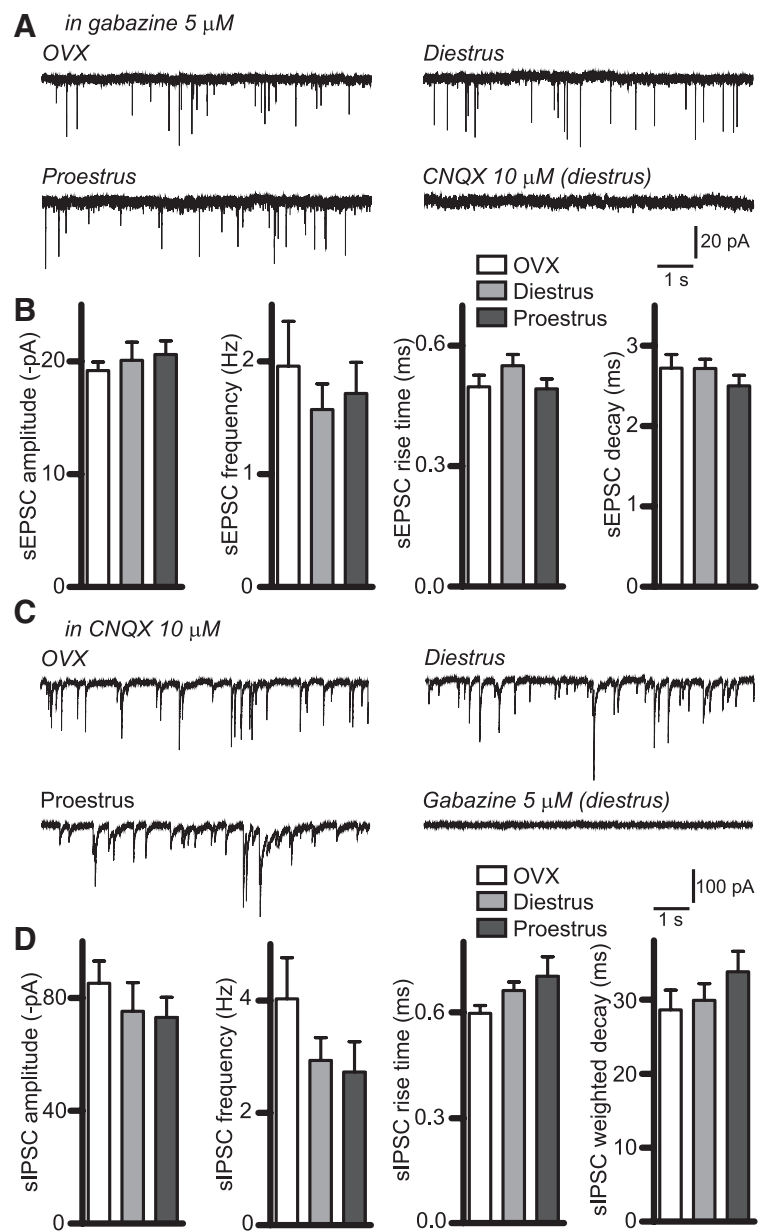 A in gabazine 5 µM
OVX
Diestrus
Proestrus
CNQX 10 µM (diestrus)
20 pA
1 s
OVX
Diestrus
Proestrus
B
sEPSC amplitude (-pA)
20
10
0
sEPSC frequency (Hz)
2
1
0
sEPSC rise time (ms)
0.6
0.3
0.0
sEPSC decay (ms)
3
2
1
0
C
in CNQX 10 µM
OVX
Diestrus
Proestrus
Gabazine 5 µM (diestrus)
100 pA
1 s
OVX
Diestrus
Proestrus
D
sIPSC amplitude (-pA)
80
40
0
sIPSC frequency (Hz)
4
2
0
sIPSC rise time (ms)
0.6
0.3
0.0
sIPSC weighted decay (ms)
30
20
10
0